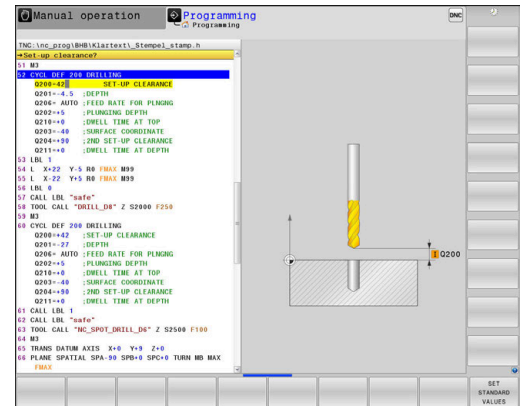 Manual operation
Programming
Programming
DNC
TNC:\nc_prog\BHB\Klartext\_Stempel_stamp.h
→Set-up clearance?
51 M3
52 CYCL DEF 200 DRILLING
Q200=42 SET-UP CLEARANCE
Q201=-4.5 ;DEPTH
Q206= AUTO ;FEED RATE FOR PLNGNG
Q202=+5 ;PLUNGING DEPTH
Q210=+0 ;DWELL TIME AT TOP
Q203=-40 ;SURFACE COORDINATE
Q204=+90 ;2ND SET-UP CLEARANCE
Q211=+0 ;DWELL TIME AT DEPTH
53 LBL 1
54 L X+22 Y-5 R0 FMAX M99
55 L X-22 Y+5 R0 FMAX M99
56 LBL 0
57 CALL LBL "safe"
58 TOOL CALL "DRILL_D8" Z S2000 F250
59 M3
60 CYCL DEF 200 DRILLING
Q200=+42 ;SET-UP CLEARANCE
Q201=-27 ;DEPTH
Q206= AUTO ;FEED RATE FOR PLNGNG
Q202=+5 ;PLUNGING DEPTH
Q210=+0 ;DWELL TIME AT TOP
Q203=-40 ;SURFACE COORDINATE
Q204=+90 ;2ND SET-UP CLEARANCE
Q211=+0 ;DWELL TIME AT DEPTH
61 CALL LBL 1
62 CALL LBL "safe"
63 TOOL CALL "NC_SPOT_DRILL_D6" Z S2500 F100
64 M3
65 TRANS DATUM AXIS X+0 Y+9 Z+0
66 PLANE SPATIAL SPA-90 SPB+0 SPC+0 TURN MB MAX
FMAX
I Q200
SET
STANDARD
VALUES